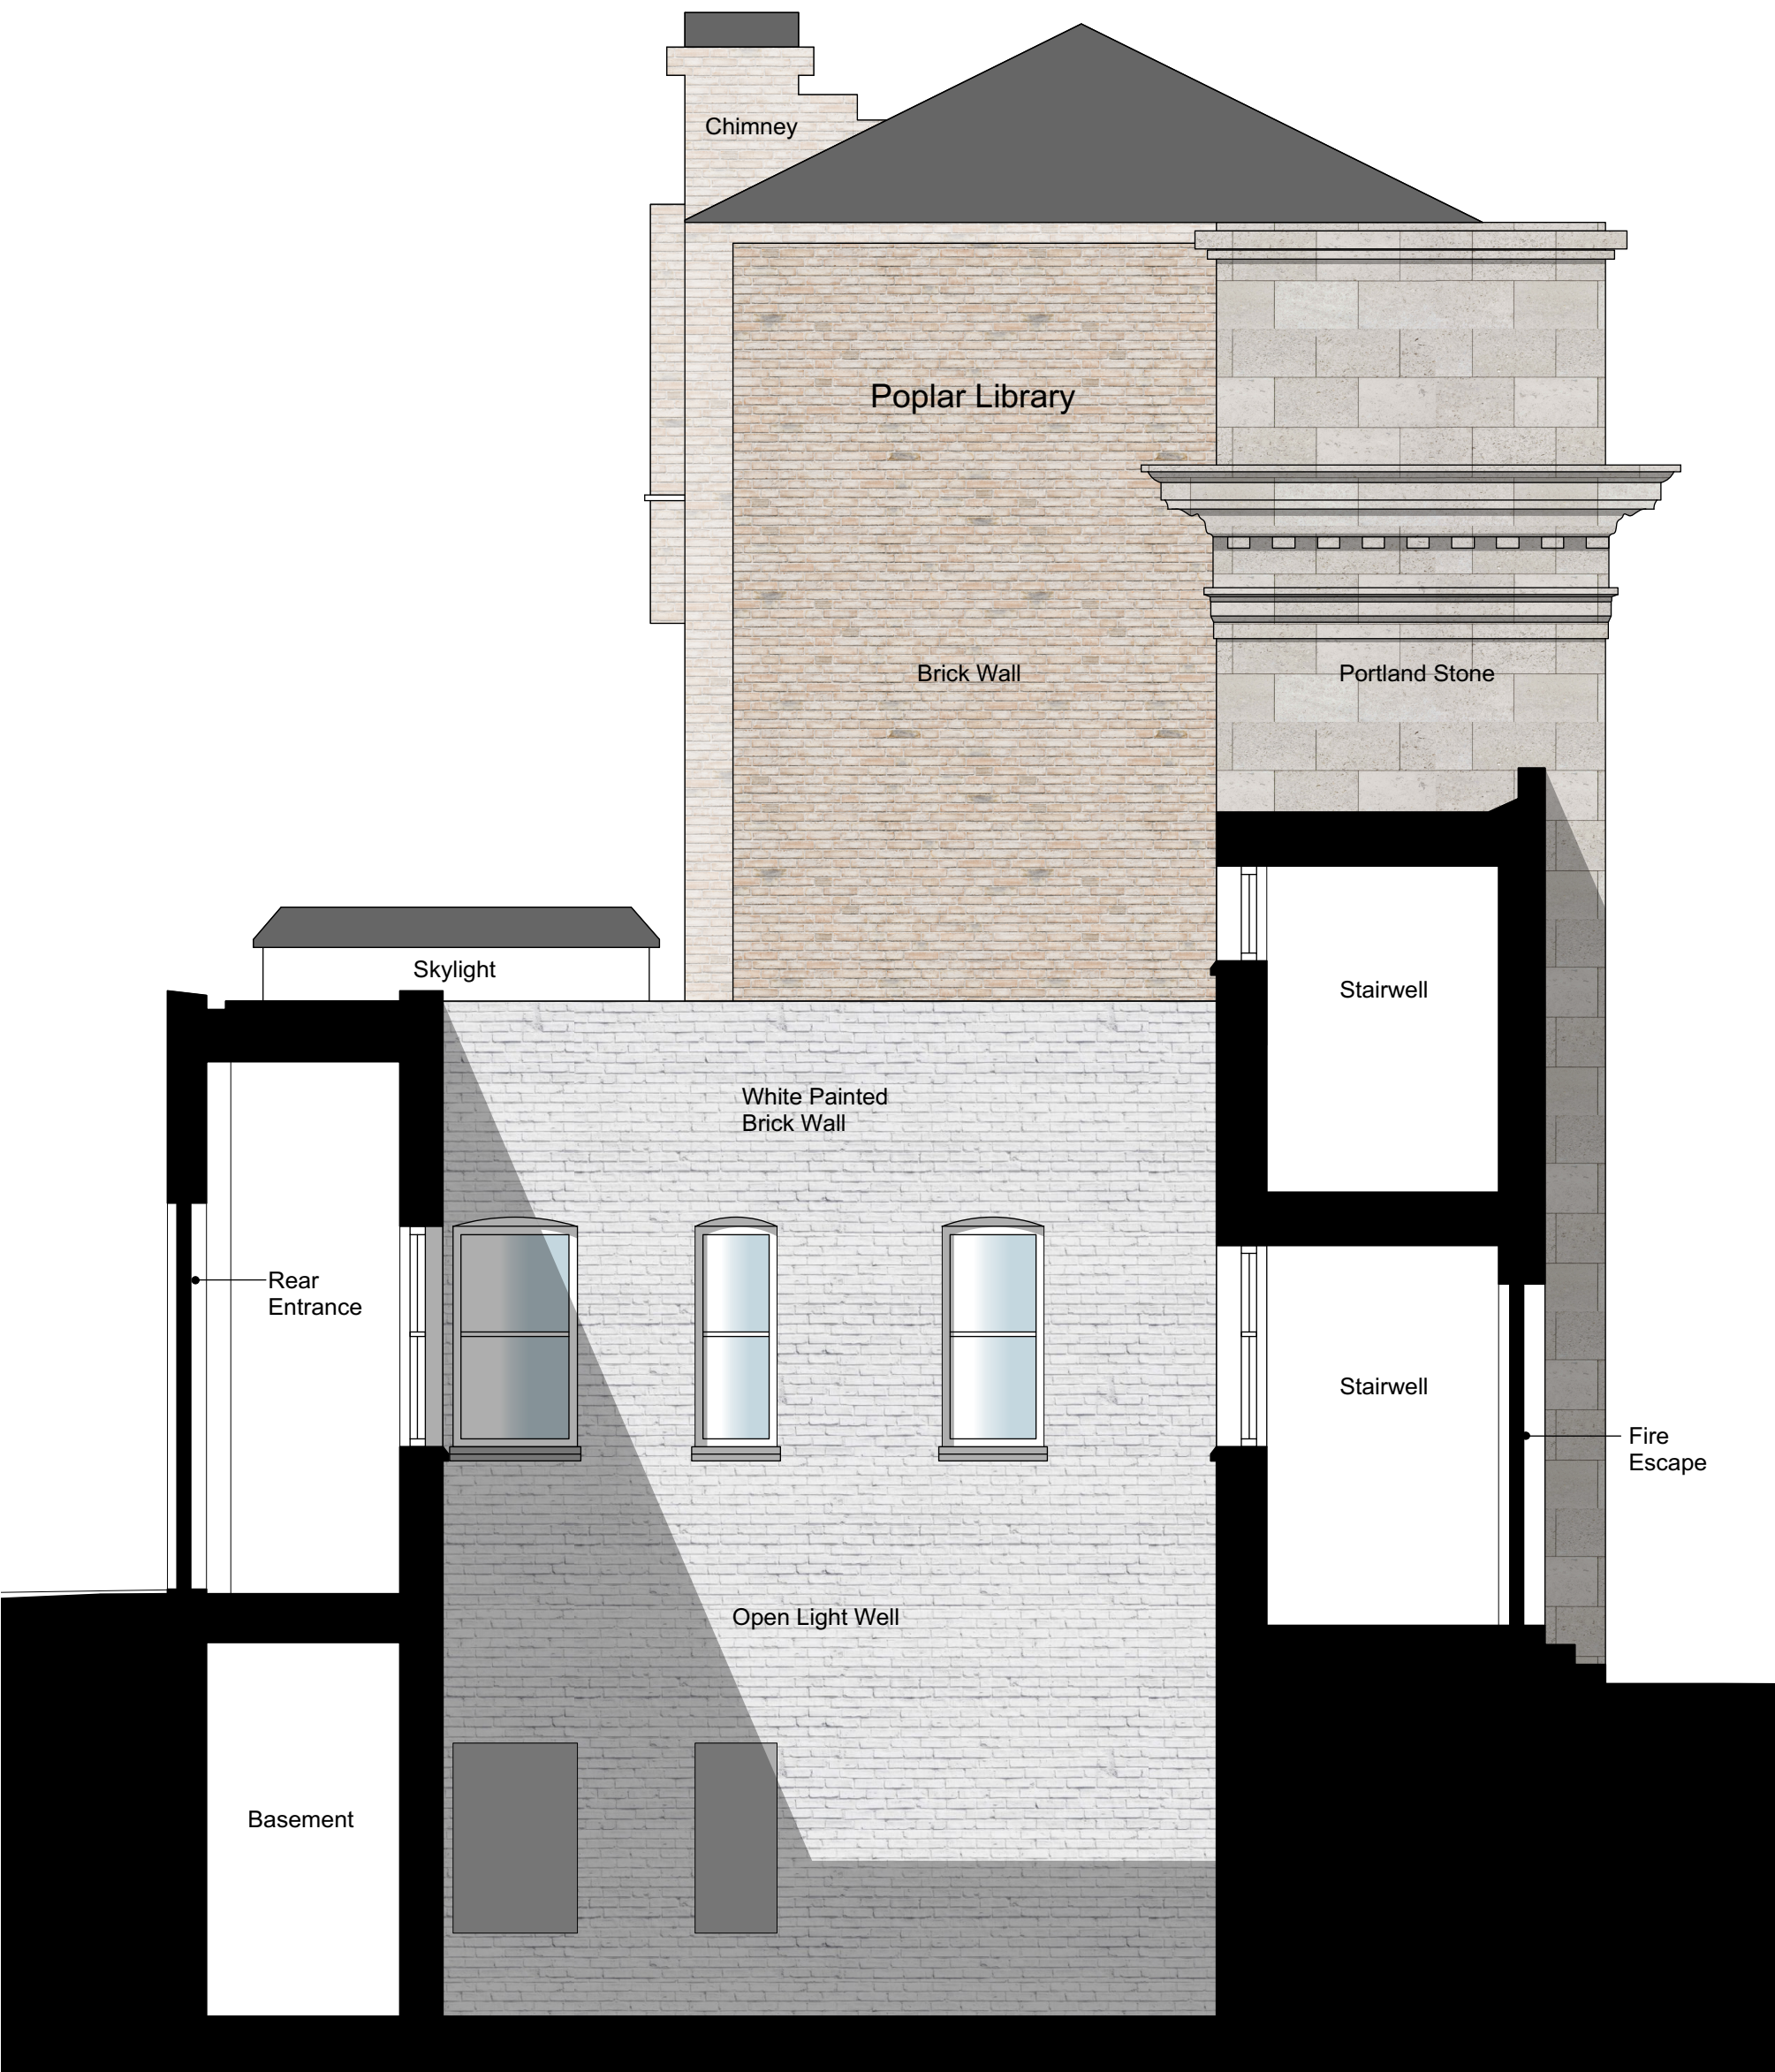 Chimney
Poplar Library
Brick Wall
Portland Stone
Skylight
Stairwell
White Painted
Brick Wall
Rear
Entrance
Stairwell
Fire
Escape
Open Light Well
Basement